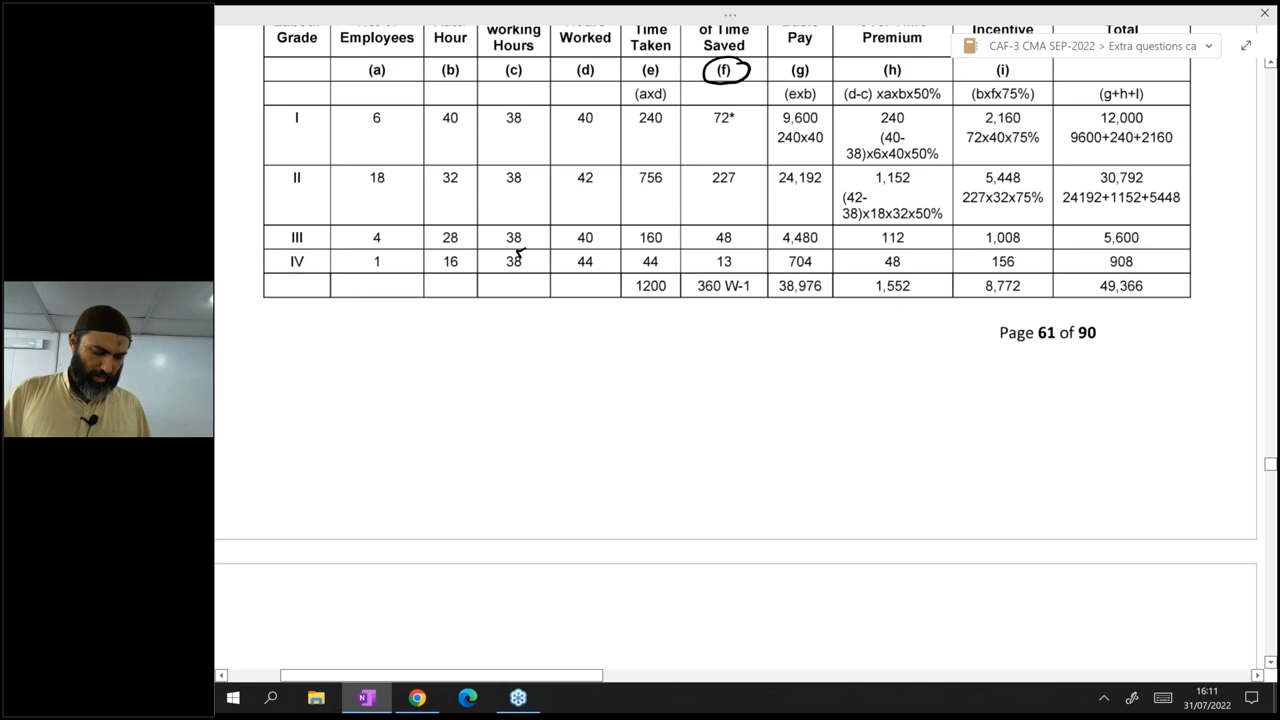 CAF-3 CMA SEP-2022 > Extra questions ca
Grade Employees Hour working Hours Worked Time Taken of Time Saved Pay Premium Incentive Total
(a) (b) (c) (d) (e) (f) (g) (h) (i)
(axd) (exb) (d-c) xaxbx50% (bxfx75%) (g+h+I)
I 6 40 38 40 240 72* 9,600 240 2,160 12,000
240x40 (40-38)x6x40x50% 72x40x75% 9600+240+2160
II 18 32 38 42 756 227 24,192 1,152 5,448 30,792
(42-38)x18x32x50% 227x32x75% 24192+1152+5448
III 4 28 38 40 160 48 4,480 112 1,008 5,600
IV 1 16 38 44 44 13 704 48 156 908
1200 360 W-1 38,976 1,552 8,772 49,366
Page 61 of 90
16:11
31/07/2022